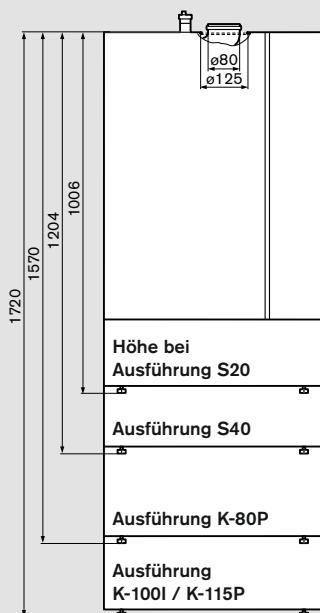 ø80
ø125
1006
1204
1570
1720
Höhe bei
Ausführung S20
Ausführung S40
Ausführung K-80P
Ausführung
K-100I / K-115P